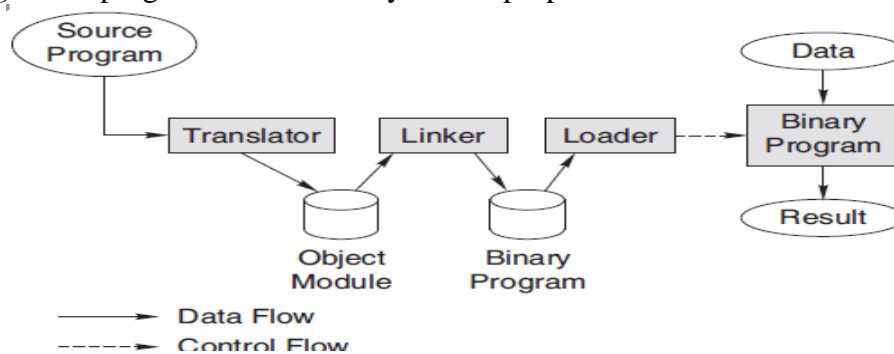 Source
Program
Data
Translator
Linker
Loader
Binary
Program
Result
Object
Module
Binary
Program
Data Flow
Control Flow